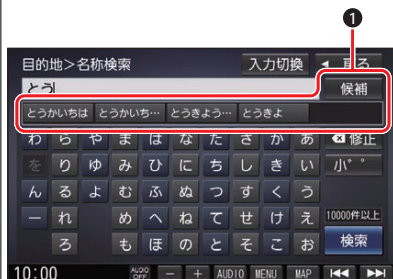 1
目的地>名称検索 入力切換 戻る
とう 候補
とうかいちは とうかいち… とうきよう… とうきよ
わ ら や ま は な た さ か あ 修正
を り ゆ み ひ に ち し き い 小゛゜
ん る よ む ふ ぬ つ す く う
ー れ め へ ね て せ け え 10000件以上
ろ も ほ の と そ こ お 検索
10:00 AUDIO OFF − + AUDIO MENU MAP